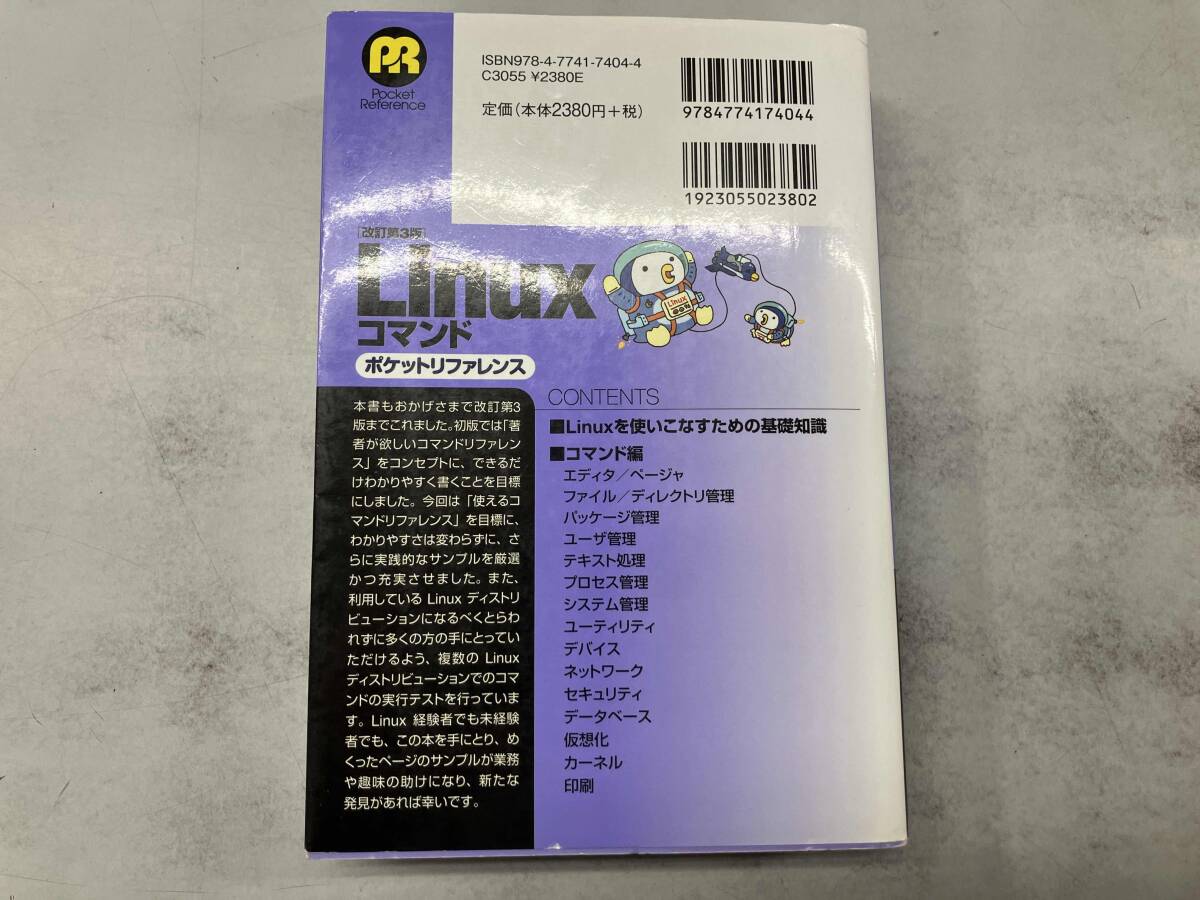 PR
Pocket
Reference
ISBN978-4-7741-7404-4
C3055 ¥2380E
定価(本体2380円+税)
9784774174044
1923055023802
[改訂第3版]
Linux
コマンド
ポケットリファレンス
Linux
本書もおかげさまで改訂第3
版までこれました。初版では「著
者が欲しいコマンドリファレン
ス」をコンセプトに、できるだ
けわかりやすく書くことを目標
にしました。今回は「使えるコ
マンドリファレンス」を目標に、
わかりやすさは変わらずに、さ
らに実践的なサンプルを厳選
かつ充実させました。また、
利用している Linux ディストリ
ビューションになるべくとらわ
れずに多くの方の手にとってい
ただけるよう、複数の Linux
ディストリビューションでのコマ
ンドの実行テストを行っていま
す。Linux 経験者でも未経験
者でも、この本を手にとり、め
くったページのサンプルが業務
や趣味の助けになり、新たな
発見があれば幸いです。
CONTENTS
■Linuxを使いこなすための基礎知識
■コマンド編
エディタ/ページャ
ファイル/ディレクトリ管理
パッケージ管理
ユーザ管理
テキスト処理
プロセス管理
システム管理
ユーティリティ
デバイス
ネットワーク
セキュリティ
データベース
仮想化
カーネル
印刷